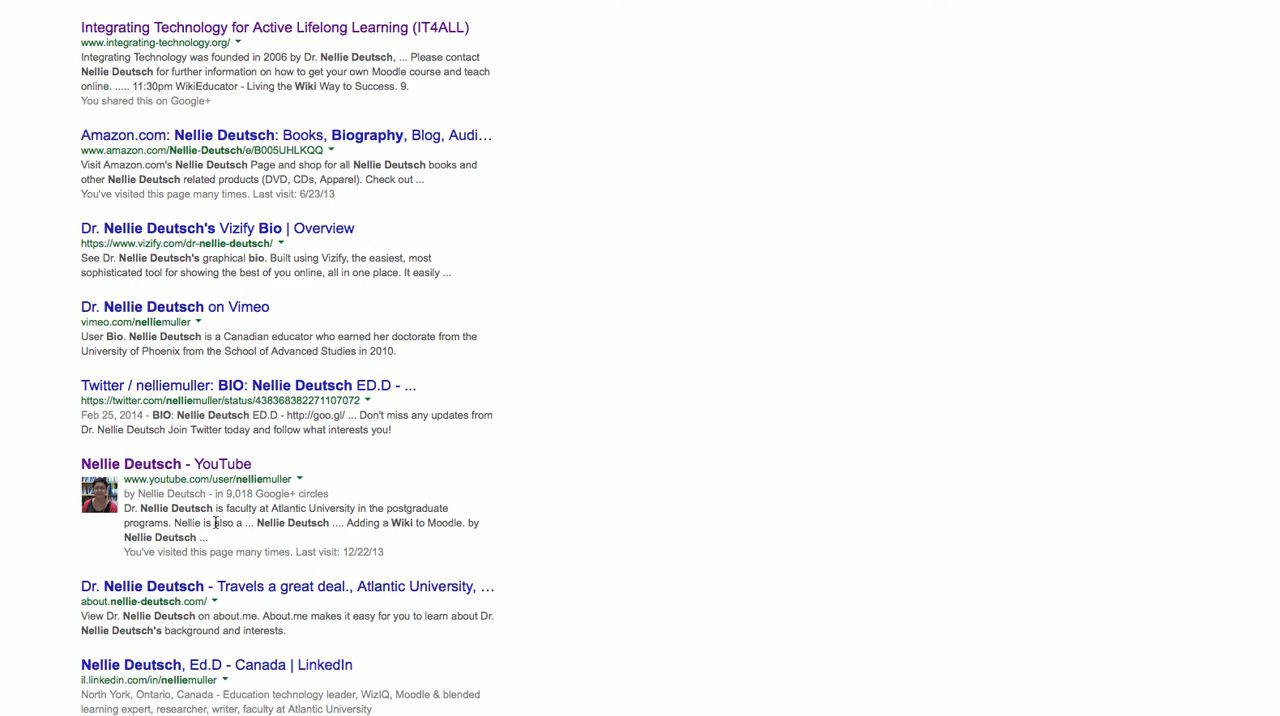 Integrating Technology for Active Lifelong Learning (IT4ALL)
www.integrating-technology.org/
Integrating Technology was founded in 2006 by Dr. Nellie Deutsch, ... Please contact
Nellie Deutsch for further information on how to get your own Moodle course and teach
online. ..... 11:30pm WikiEducator - Living the Wiki Way to Success. 9.
You shared this on Google+
Amazon.com: Nellie Deutsch: Books, Biography, Blog, Audi...
www.amazon.com/Nellie-Deutsch/e/B005UHLKQQ
Visit Amazon.com's Nellie Deutsch Page and shop for all Nellie Deutsch books and
other Nellie Deutsch related products (DVD, CDs, Apparel). Check out ...
You've visited this page many times. Last visit: 6/23/13
Dr. Nellie Deutsch's Vizify Bio | Overview
https://www.vizify.com/dr-nellie-deutsch/
See Dr. Nellie Deutsch's graphical bio. Built using Vizify, the easiest, most
sophisticated tool for showing the best of you online, all in one place. It easily ...
Dr. Nellie Deutsch on Vimeo
vimeo.com/nelliemuller
User Bio. Nellie Deutsch is a Canadian educator who earned her doctorate from the
University of Phoenix from the School of Advanced Studies in 2010.
Twitter / nelliemuller: BIO: Nellie Deutsch ED.D - ...
https://twitter.com/nelliemuller/status/438368382271107072
Feb 25, 2014 - BIO: Nellie Deutsch ED.D - http://goo.gl/ ... Don't miss any updates from
Dr. Nellie Deutsch Join Twitter today and follow what interests you!
Nellie Deutsch - YouTube
www.youtube.com/user/nelliemuller
by Nellie Deutsch - in 9,018 Google+ circles
Dr. Nellie Deutsch is faculty at Atlantic University in the postgraduate
programs. Nellie is also a ... Nellie Deutsch .... Adding a Wiki to Moodle. by
Nellie Deutsch ...
You've visited this page many times. Last visit: 12/22/13
Dr. Nellie Deutsch - Travels a great deal., Atlantic University, ...
about.nellie-deutsch.com/
View Dr. Nellie Deutsch on about.me. About.me makes it easy for you to learn about Dr.
Nellie Deutsch's background and interests.
Nellie Deutsch, Ed.D - Canada | LinkedIn
il.linkedin.com/in/nelliemuller
North York, Ontario, Canada - Education technology leader, WizIQ, Moodle & blended
learning expert, researcher, writer, faculty at Atlantic University